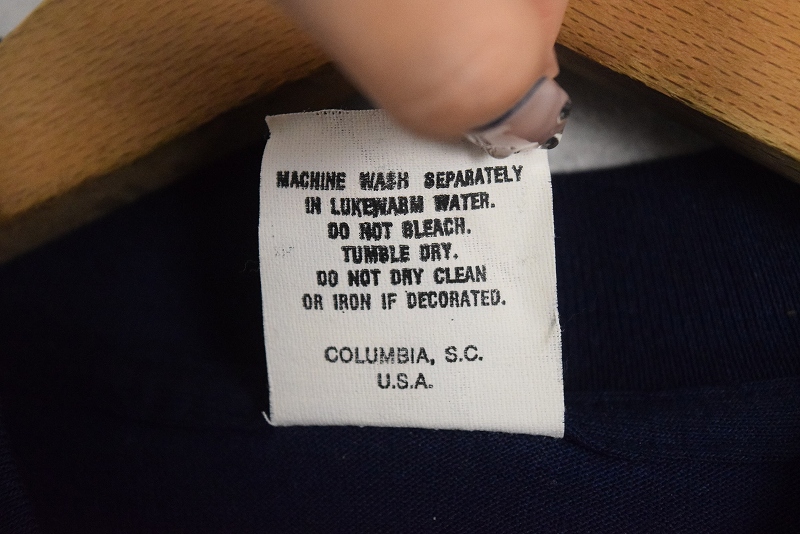 MACHINE WASH SEPARATELY
IN LUKEWARM WATER.
DO NOT BLEACH.
TUMBLE DRY.
DO NOT DRY CLEAN
OR IRON IF DECORATED.
COLUMBIA, S.C.
U.S.A.